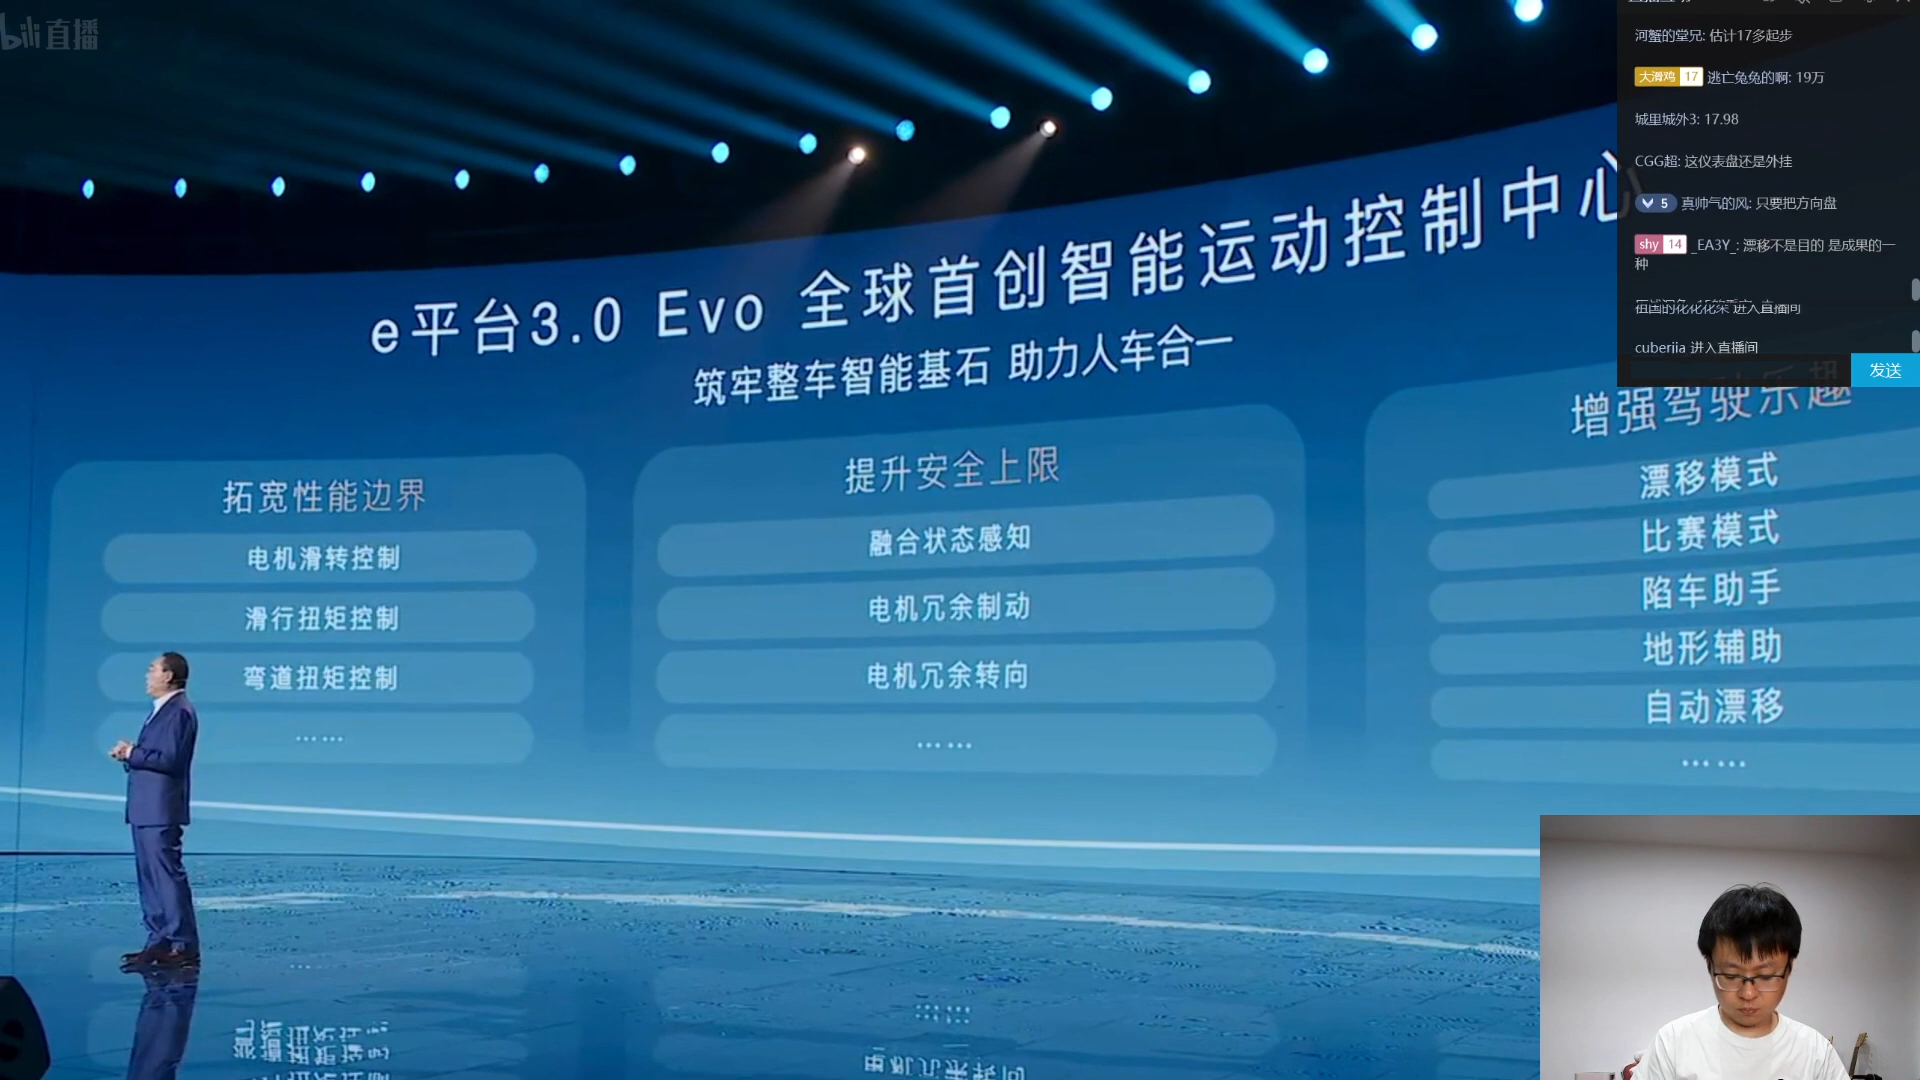 bili 直播
河蟹的堂兄: 估计17多起步
大滑鸡 17 逃亡兔兔的啊: 19万
城里城外3: 17.98
CGG超: 这仪表盘还是外挂
5 真帅气的风: 只要把方向盘
shy 14 _EA3Y_: 漂移不是目的 是成果的一
种
进入直播间
cuberjia 进入直播间
发送
e平台3.0 Evo 全球首创智能运动控制中心
筑牢整车智能基石 助力人车合一
拓宽性能边界
电机滑转控制
滑行扭矩控制
弯道扭矩控制
……
提升安全上限
融合状态感知
电机冗余制动
电机冗余转向
……
增强驾驶乐趣
漂移模式
比赛模式
陷车助手
地形辅助
自动漂移
……